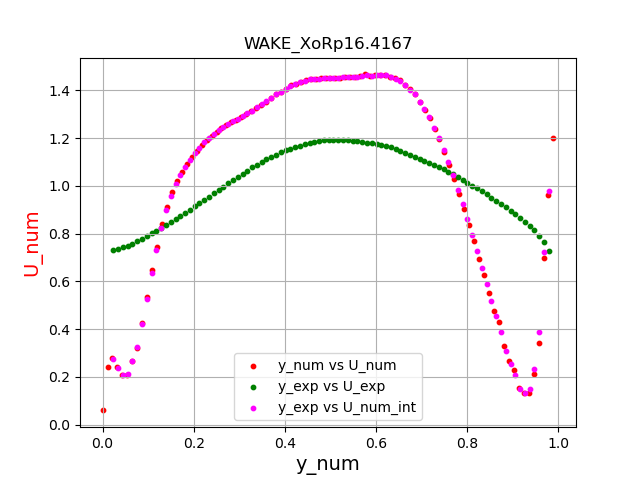 WAKE_XoRp16.4167
U_num
1.4
1.2
1.0
0.8
0.6
0.4
0.2
0.0
y_num vs U_num
y_exp vs U_exp
y_exp vs U_num_int
0.0 0.2 0.4 0.6 0.8 1.0
y_num